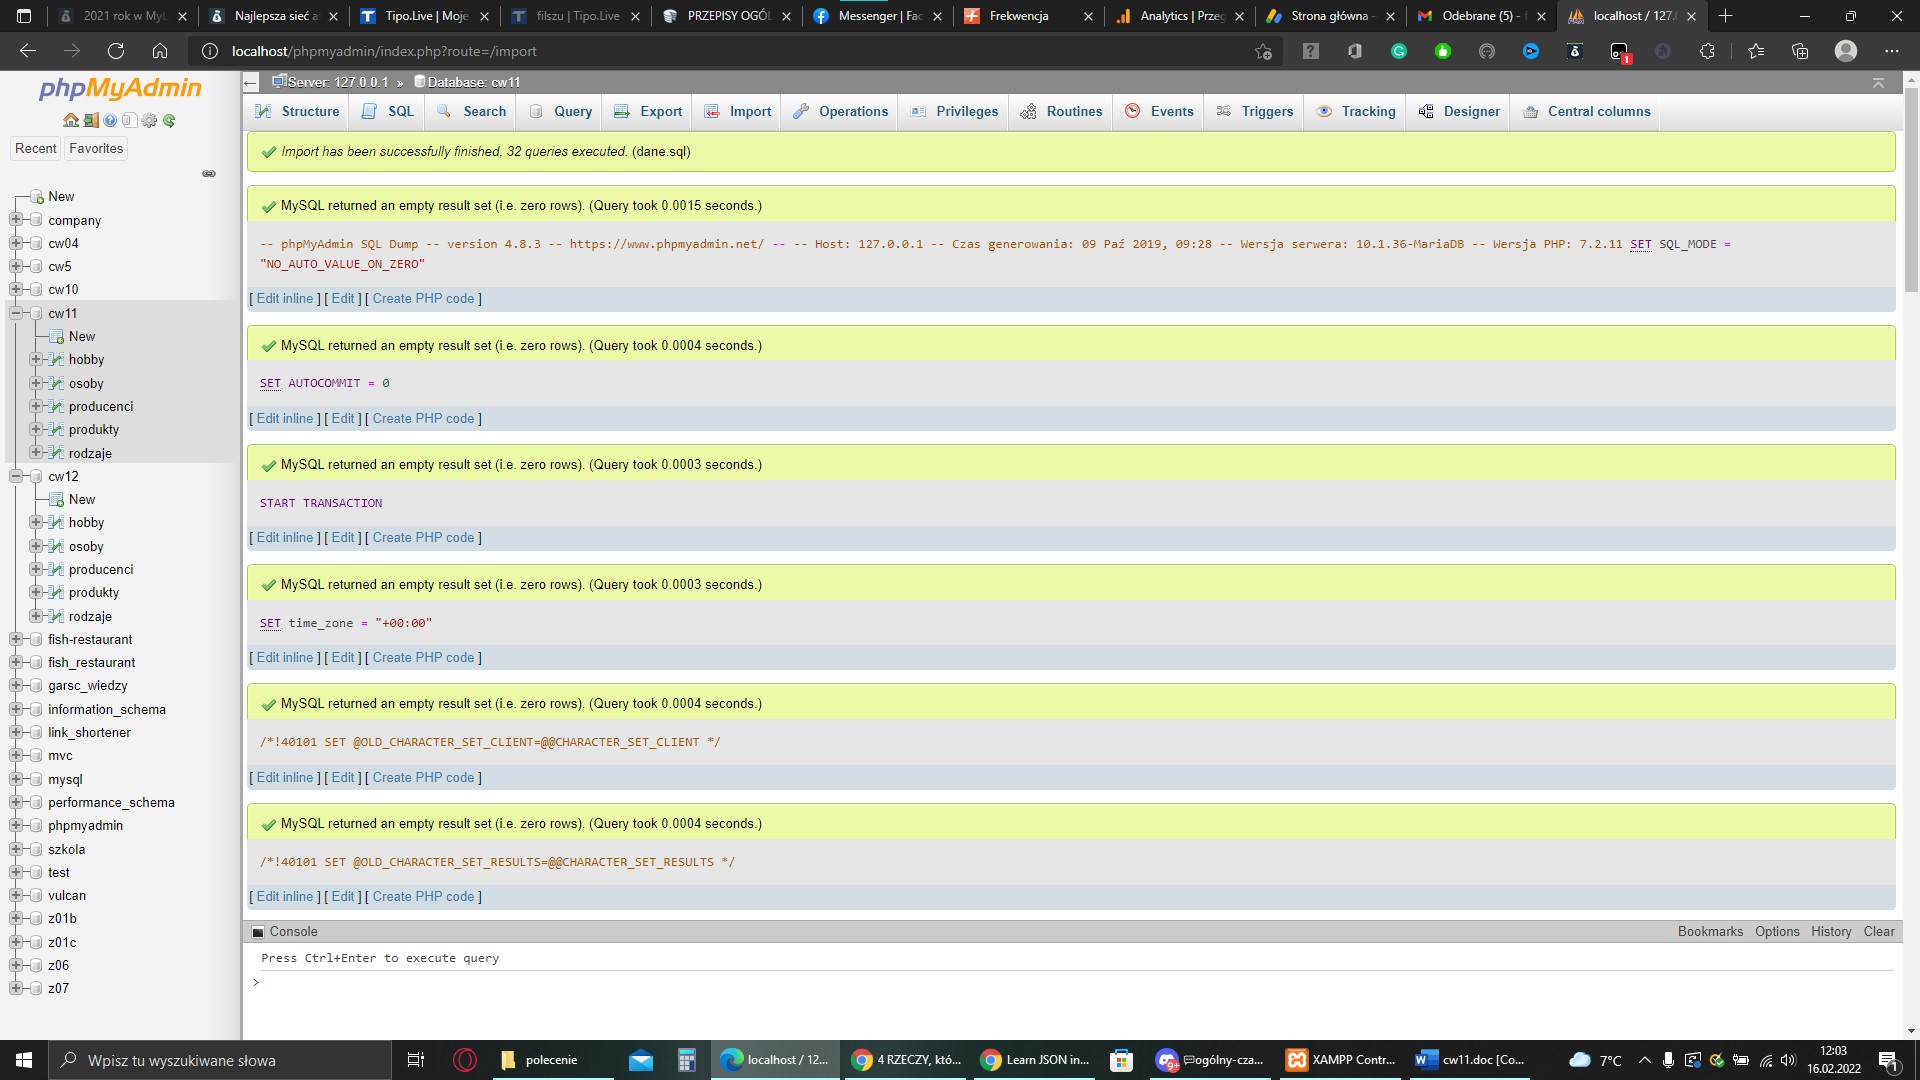 2021 rok w MyL
Najlepsza sieć a
Tipo.Live | Moje
filszu | Tipo.Live
PRZEPISY OGÓL
Messenger | Fac
Frekwencja
Analytics | Przeg
Strona główna -
Odebrane (5) -
localhost / 127.
localhost/phpmyadmin/index.php?route=/import
1
phpMyAdmin
Recent
Favorites
New
company
cw04
cw5
cw10
cw11
New
hobby
osoby
producenci
produkty
rodzaje
cw12
New
hobby
osoby
producenci
produkty
rodzaje
fish-restaurant
fish_restaurant
garsc_wiedzy
information_schema
link_shortener
mvc
mysql
performance_schema
phpmyadmin
szkola
test
vulcan
z01b
z01c
z06
z07
Server: 127.0.0.1 » Database: cw11
Structure SQL Search Query Export Import Operations Privileges Routines Events Triggers Tracking Designer Central columns
Import has been successfully finished, 32 queries executed. (dane.sql)
MySQL returned an empty result set (i.e. zero rows). (Query took 0.0015 seconds.)
-- phpMyAdmin SQL Dump -- version 4.8.3 -- https://www.phpmyadmin.net/ -- -- Host: 127.0.0.1 -- Czas generowania: 09 Paź 2019, 09:28 -- Wersja serwera: 10.1.36-MariaDB -- Wersja PHP: 7.2.11 SET SQL_MODE =
"NO_AUTO_VALUE_ON_ZERO"
[ Edit inline ] [ Edit ] [ Create PHP code ]
MySQL returned an empty result set (i.e. zero rows). (Query took 0.0004 seconds.)
SET AUTOCOMMIT = 0
[ Edit inline ] [ Edit ] [ Create PHP code ]
MySQL returned an empty result set (i.e. zero rows). (Query took 0.0003 seconds.)
START TRANSACTION
[ Edit inline ] [ Edit ] [ Create PHP code ]
MySQL returned an empty result set (i.e. zero rows). (Query took 0.0003 seconds.)
SET time_zone = "+00:00"
[ Edit inline ] [ Edit ] [ Create PHP code ]
MySQL returned an empty result set (i.e. zero rows). (Query took 0.0004 seconds.)
/*!40101 SET @OLD_CHARACTER_SET_CLIENT=@@CHARACTER_SET_CLIENT */
[ Edit inline ] [ Edit ] [ Create PHP code ]
MySQL returned an empty result set (i.e. zero rows). (Query took 0.0004 seconds.)
/*!40101 SET @OLD_CHARACTER_SET_RESULTS=@@CHARACTER_SET_RESULTS */
[ Edit inline ] [ Edit ] [ Create PHP code ]
Console
Bookmarks Options History Clear
Press Ctrl+Enter to execute query
>
Wpisz tu wyszukiwane słowa
polecenie
localhost / 12...
4 RZECZY, któ...
Learn JSON in...
9+
ogólny-cza...
XAMPP Contr...
cw11.doc [Co...
7°C
12:03
16.02.2022
1